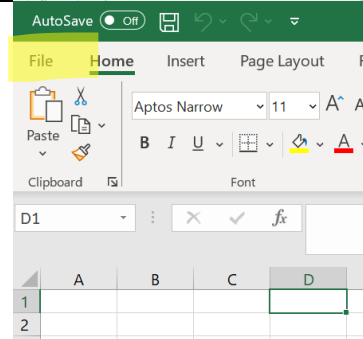 AutoSave Off
File Home Insert Page Layout
Aptos Narrow 11 A^ A
Paste B I U A
Clipboard Font
D1 fx
A B C D
1
2